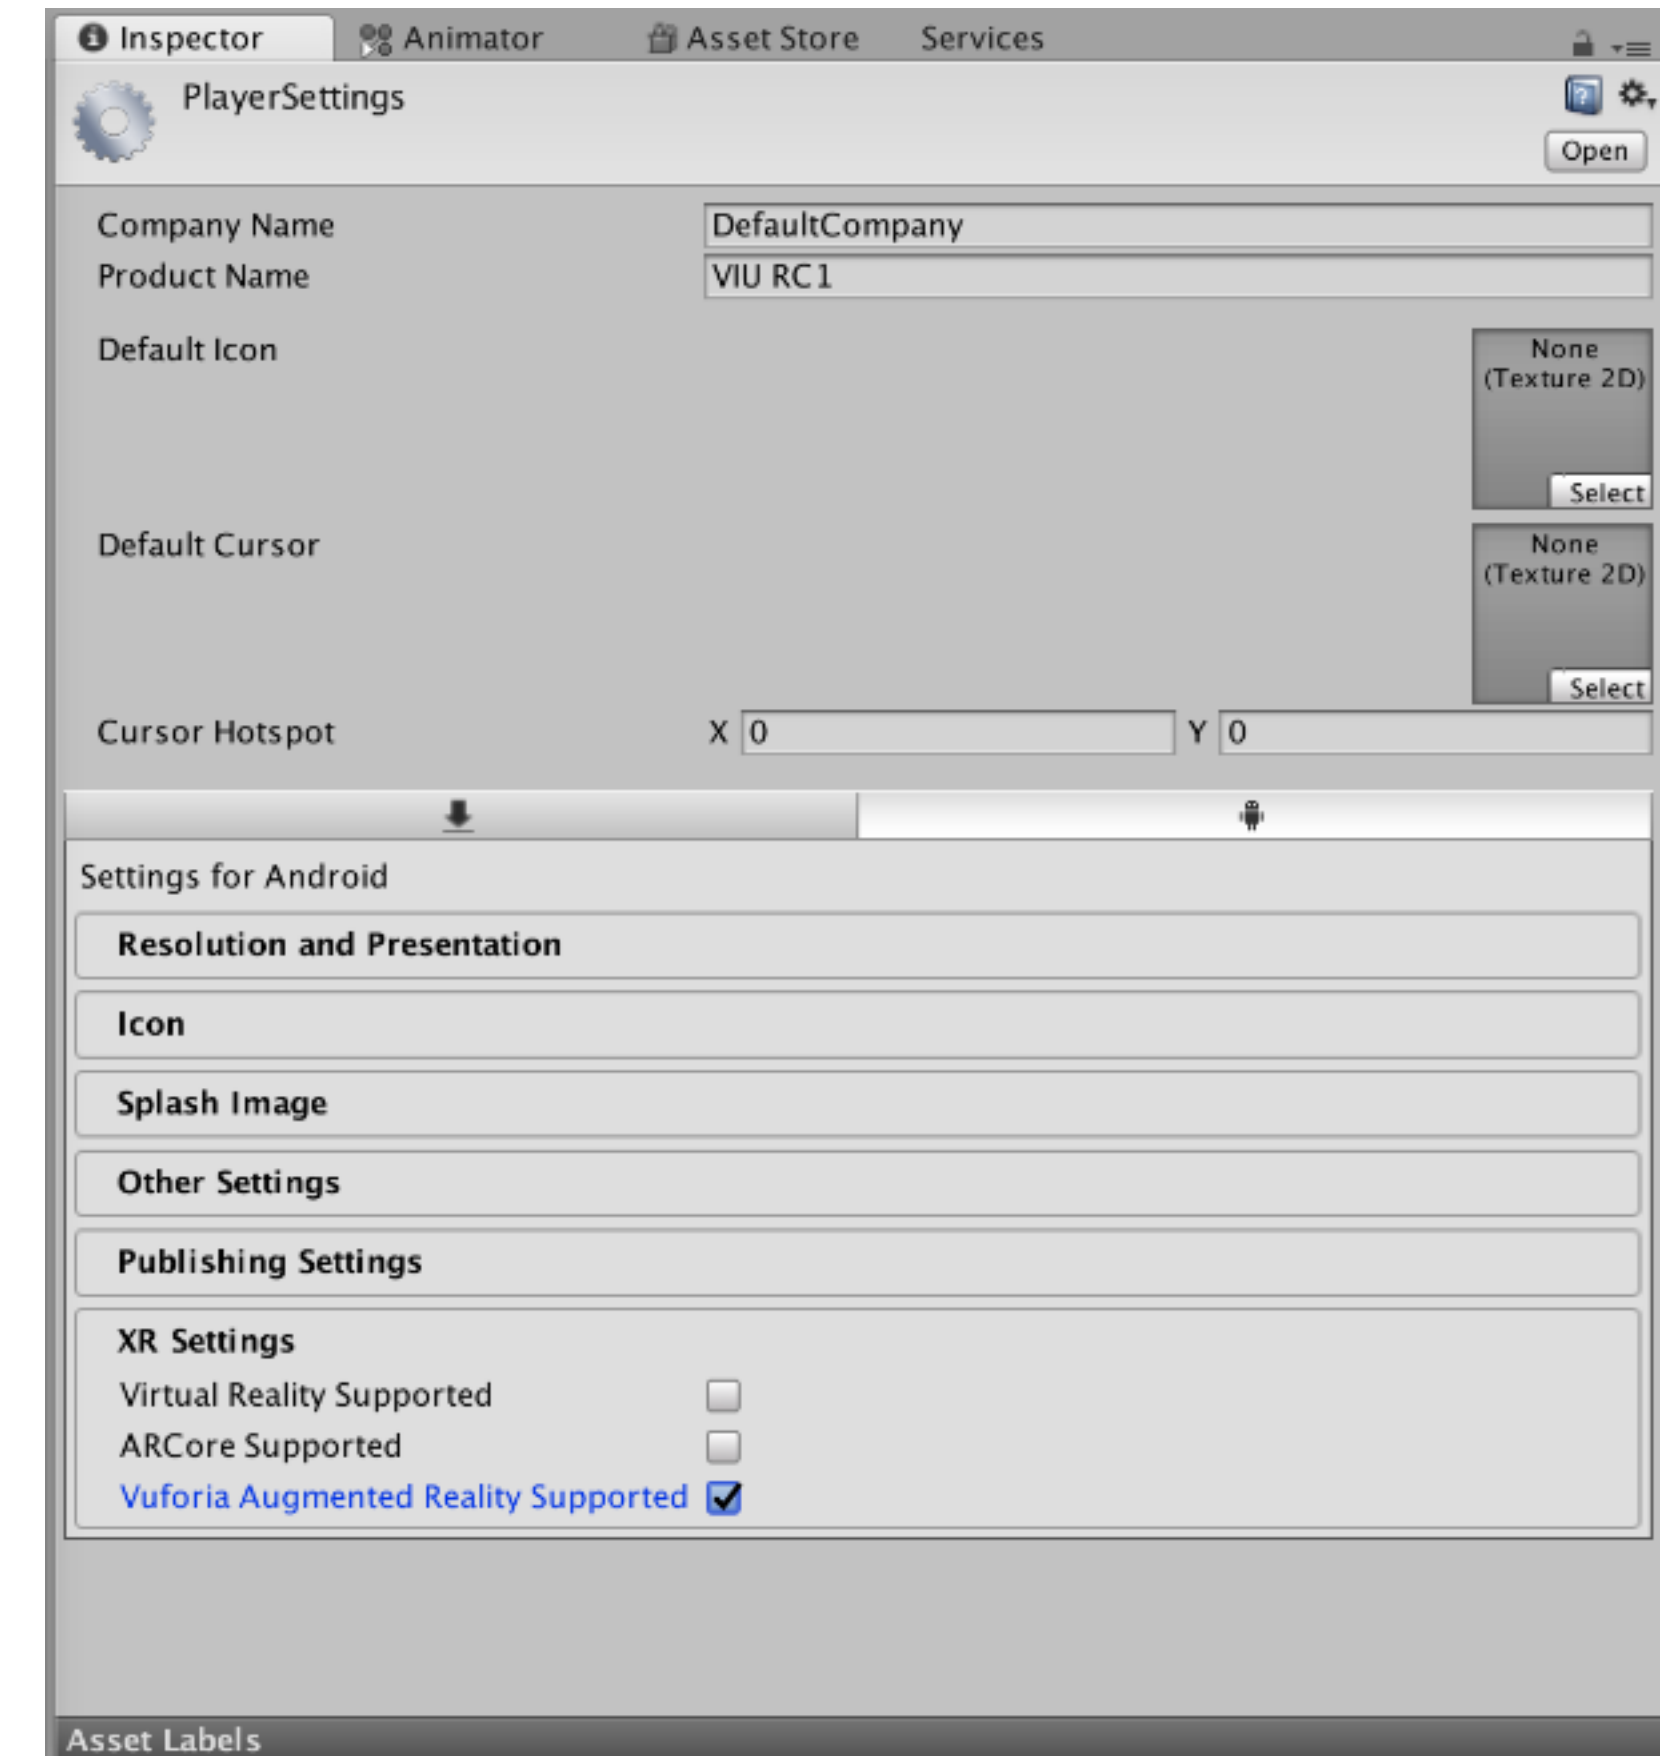 Inspector Animator Asset Store Services
PlayerSettings
Open
Company Name DefaultCompany
Product Name VIU RC1
Default Icon None
(Texture 2D)
Select
Default Cursor None
(Texture 2D)
Select
Cursor Hotspot X 0 Y 0
Settings for Android
Resolution and Presentation
Icon
Splash Image
Other Settings
Publishing Settings
XR Settings
Virtual Reality Supported
ARCore Supported
Vuforia Augmented Reality Supported
Asset Labels